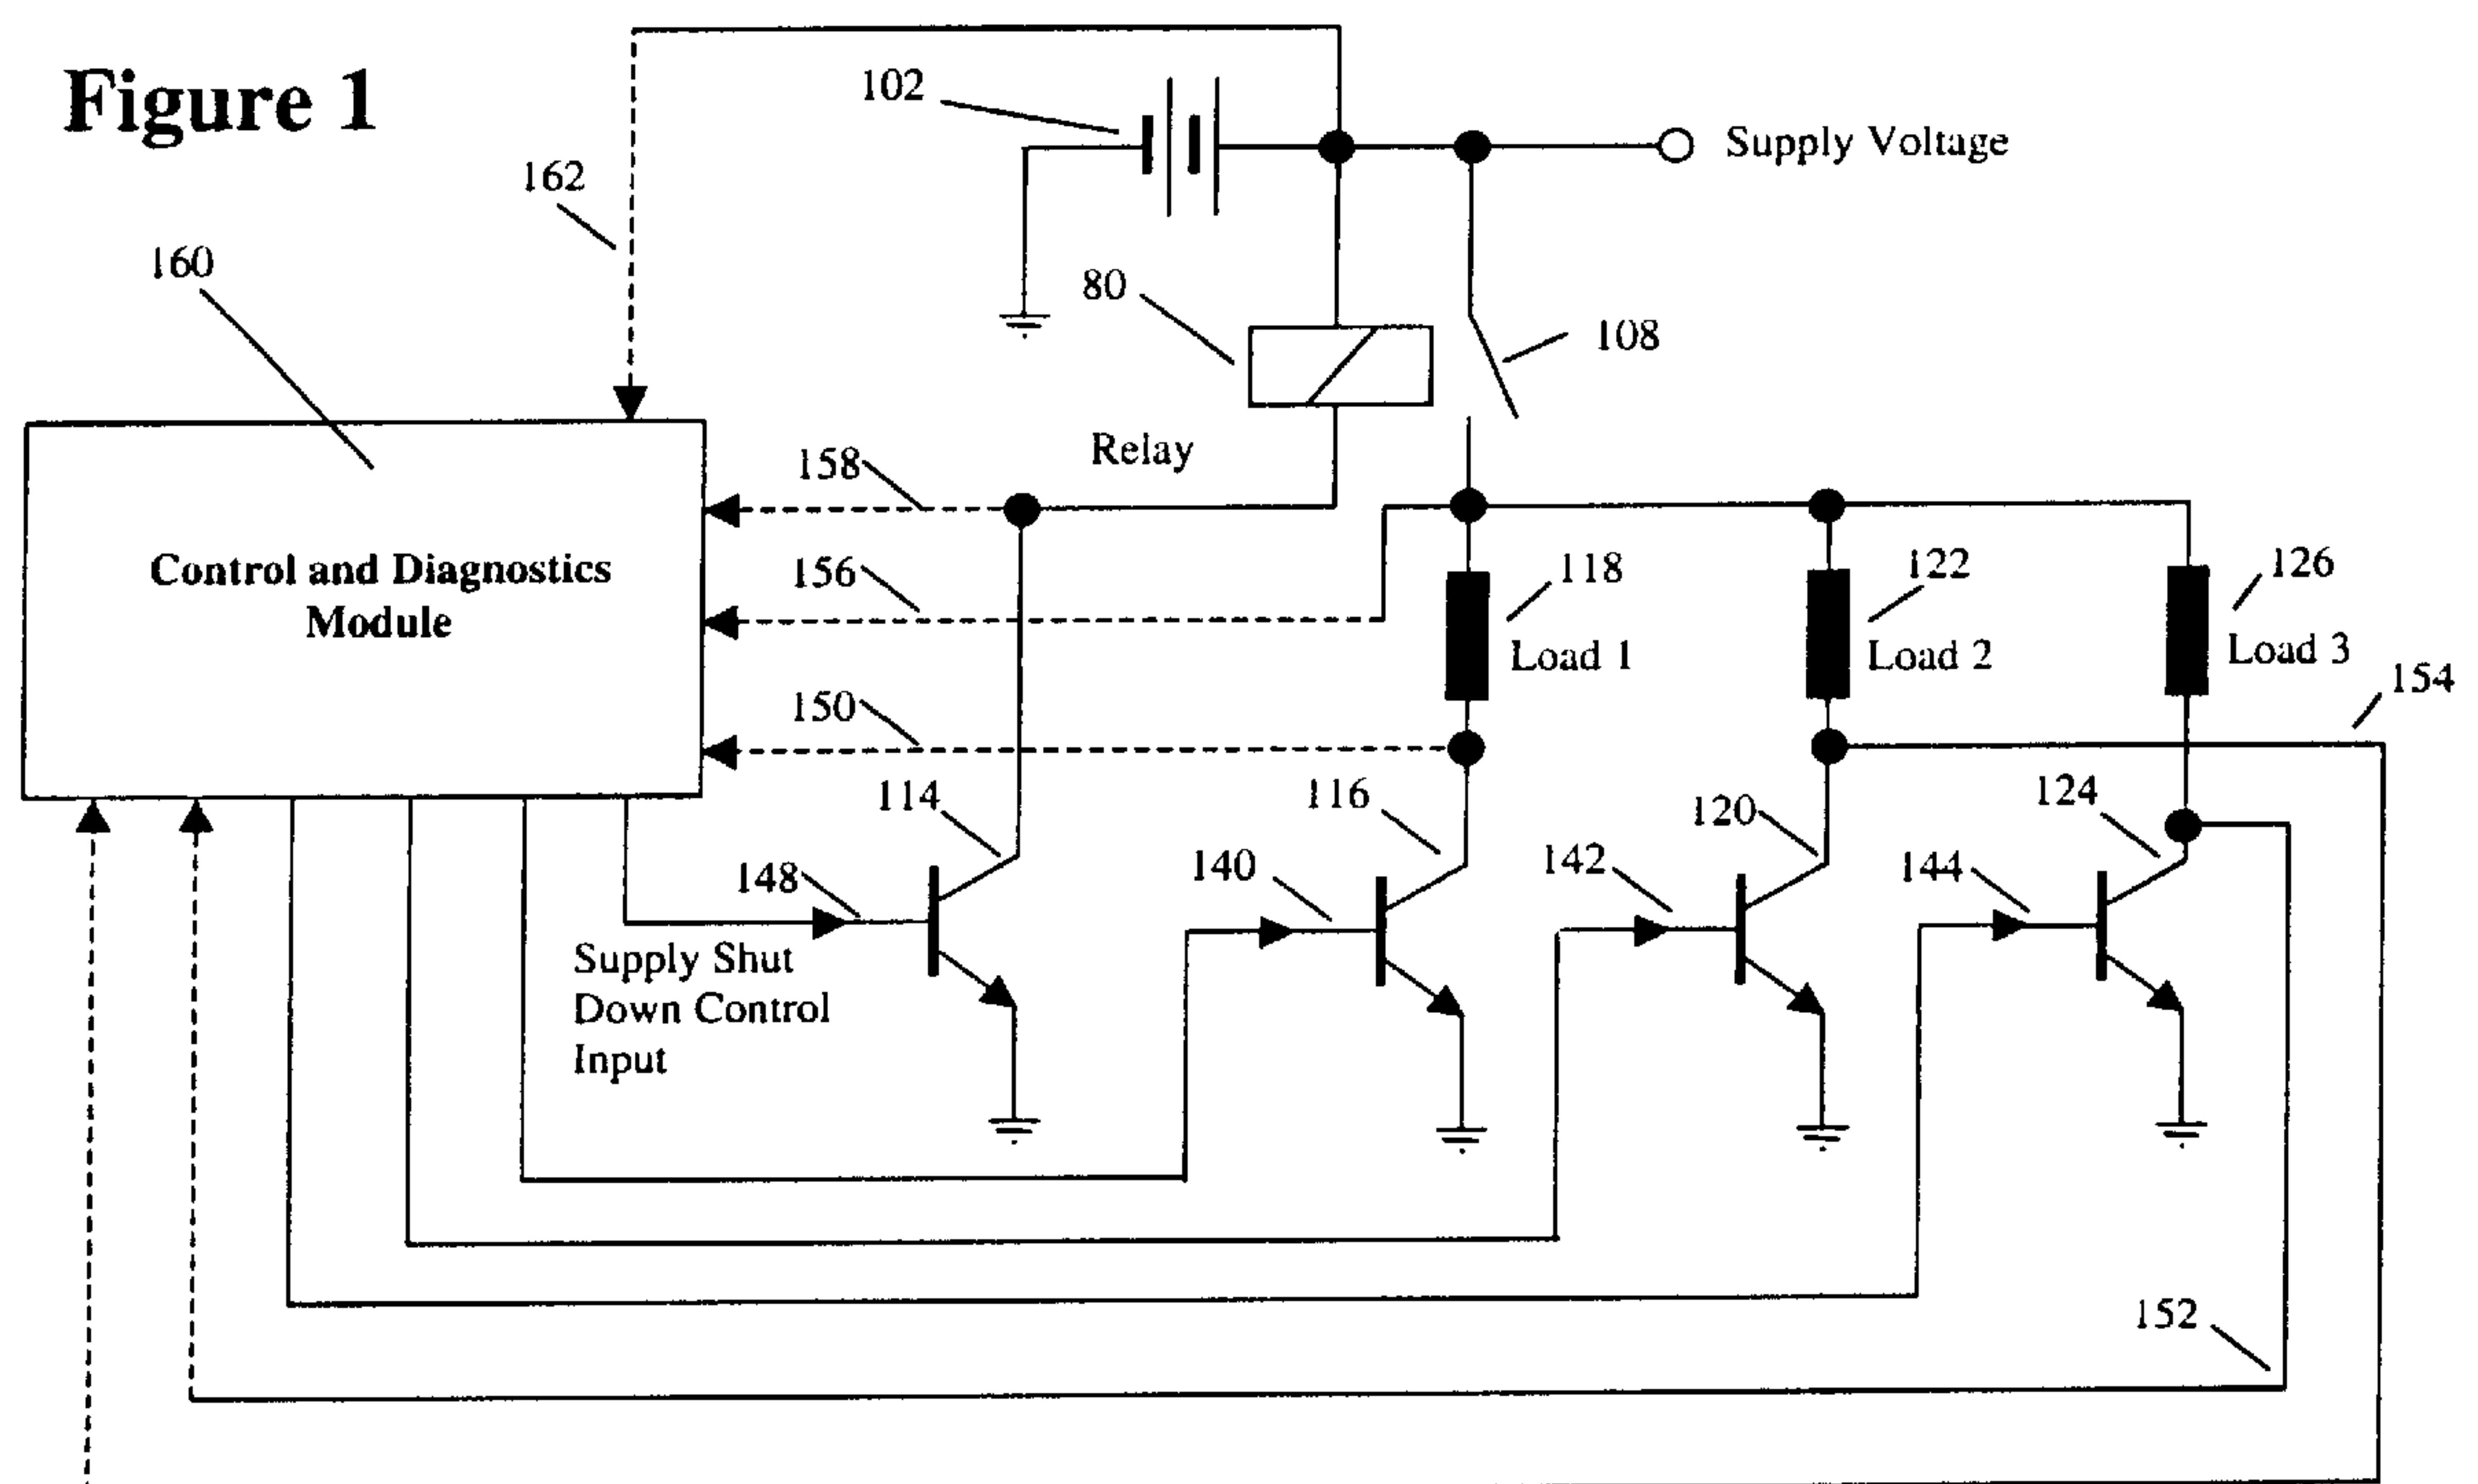 Figure 1
102
Supply Voltage
162
160
80
108
Relay
158
Control and Diagnostics
Module
156
118
122
126
Load 1
Load 2
Load 3
154
150
114
116
120
124
148
140
142
144
Supply Shut
Down Control
Input
152